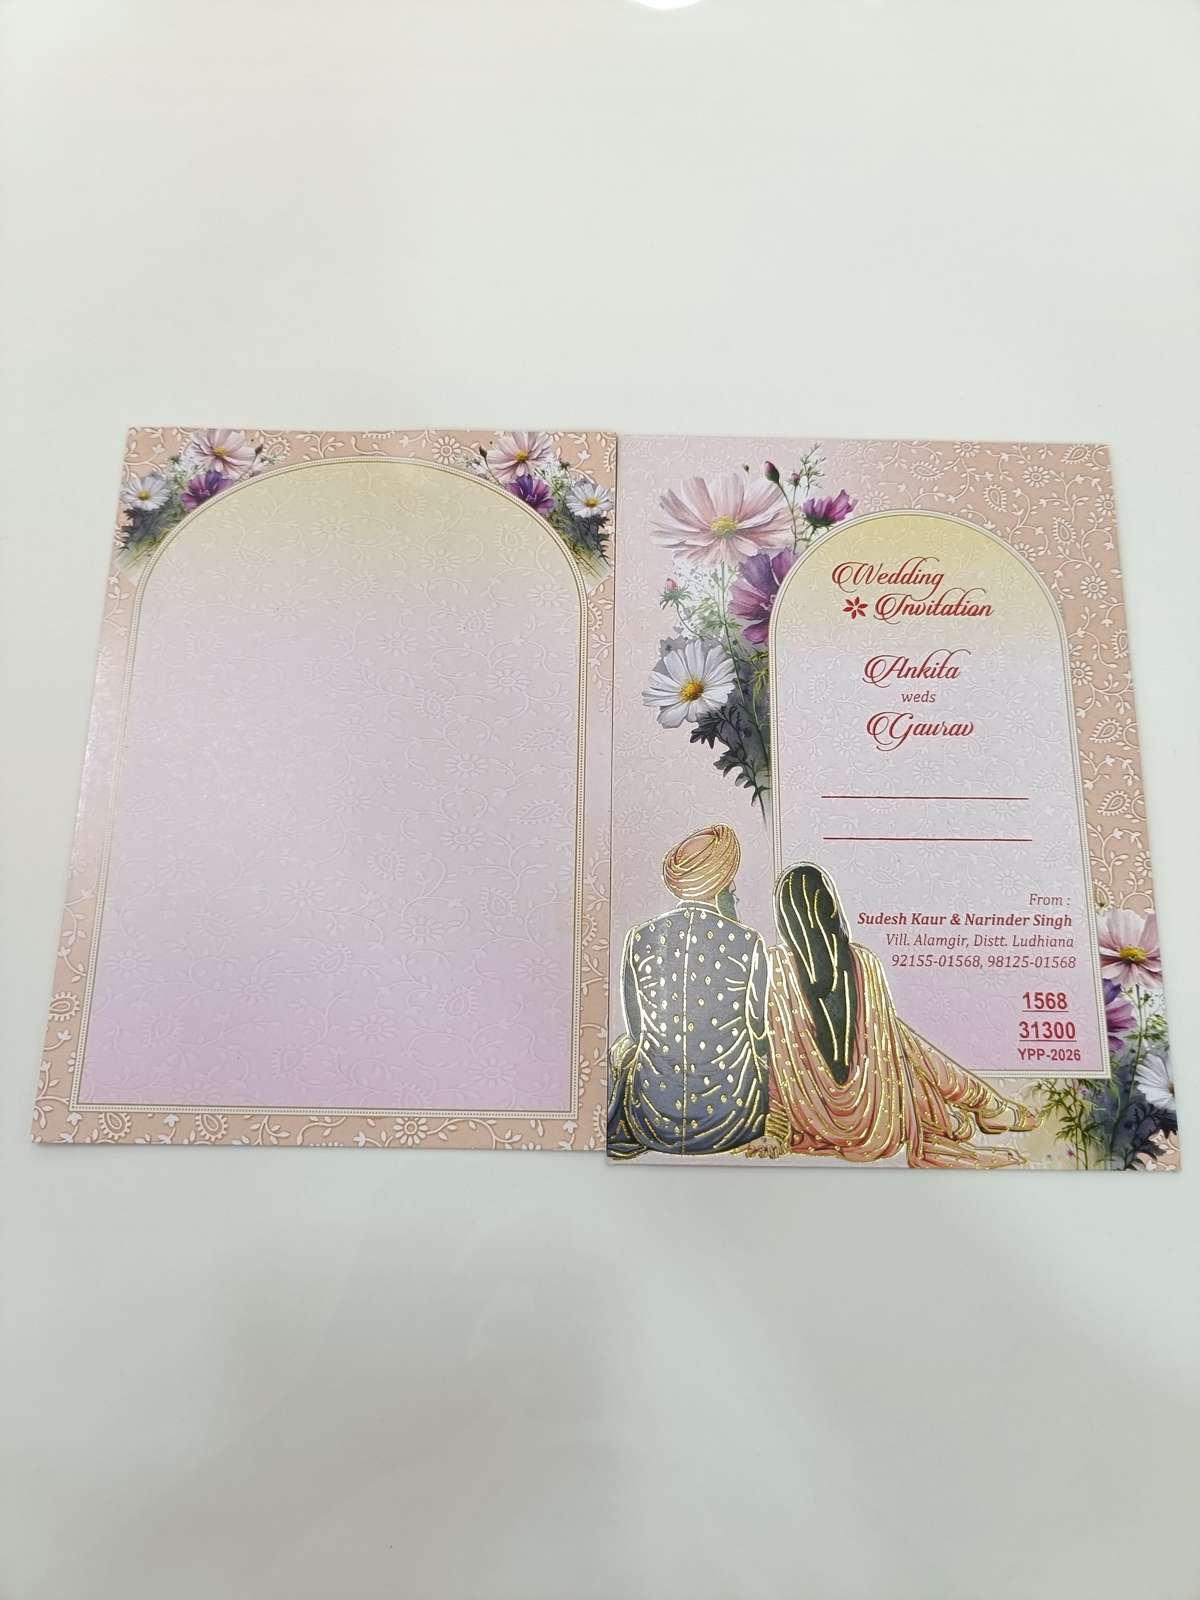 Wedding
Invitation
Ankita
weds
Gaurav
From :
Sudesh Kaur & Narinder Singh
Vill. Alamgir, Distt. Ludhiana
92155-01568, 98125-01568
1568
31300
YPP-2026